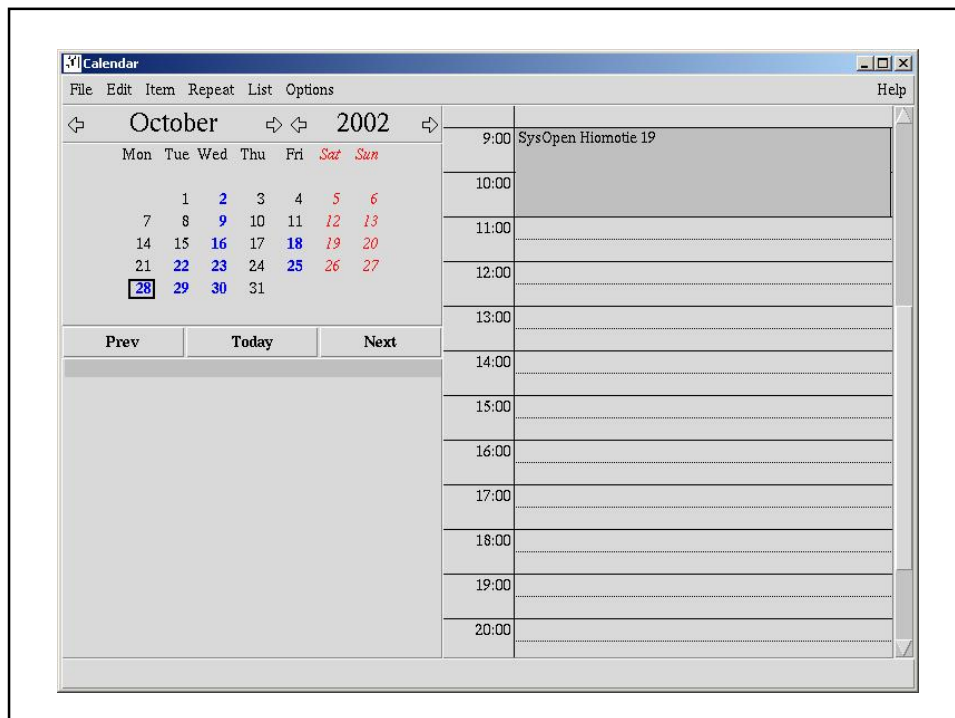 Calendar
File Edit Item Repeat List Options Help
October 2002
Mon Tue Wed Thu Fri Sat Sun
1 2 3 4 5 6
7 8 9 10 11 12 13
14 15 16 17 18 19 20
21 22 23 24 25 26 27
28 29 30 31
Prev Today Next
9:00 SysOpen Hiomotie 19
10:00
11:00
12:00
13:00
14:00
15:00
16:00
17:00
18:00
19:00
20:00